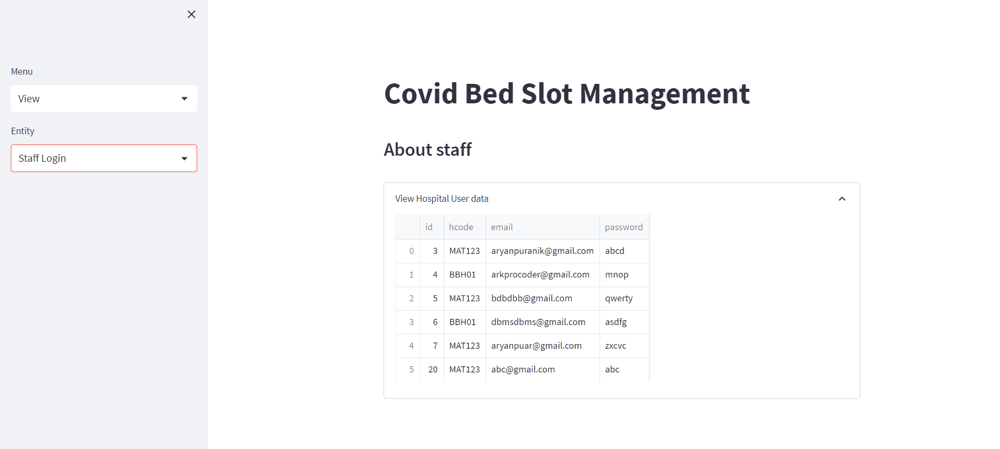 Menu
View
Entity
Staff Login
Covid Bed Slot Management
About staff
View Hospital User data
id hcode email password
0 3 MAT123 aryanpuranik@gmail.com abcd
1 4 BBH01 arkprocoder@gmail.com mnop
2 5 MAT123 bdbdbb@gmail.com qwerty
3 6 BBH01 dbmsdbms@gmail.com asdfg
4 7 MAT123 aryanpuar@gmail.com zxcvc
5 20 MAT123 abc@gmail.com abc